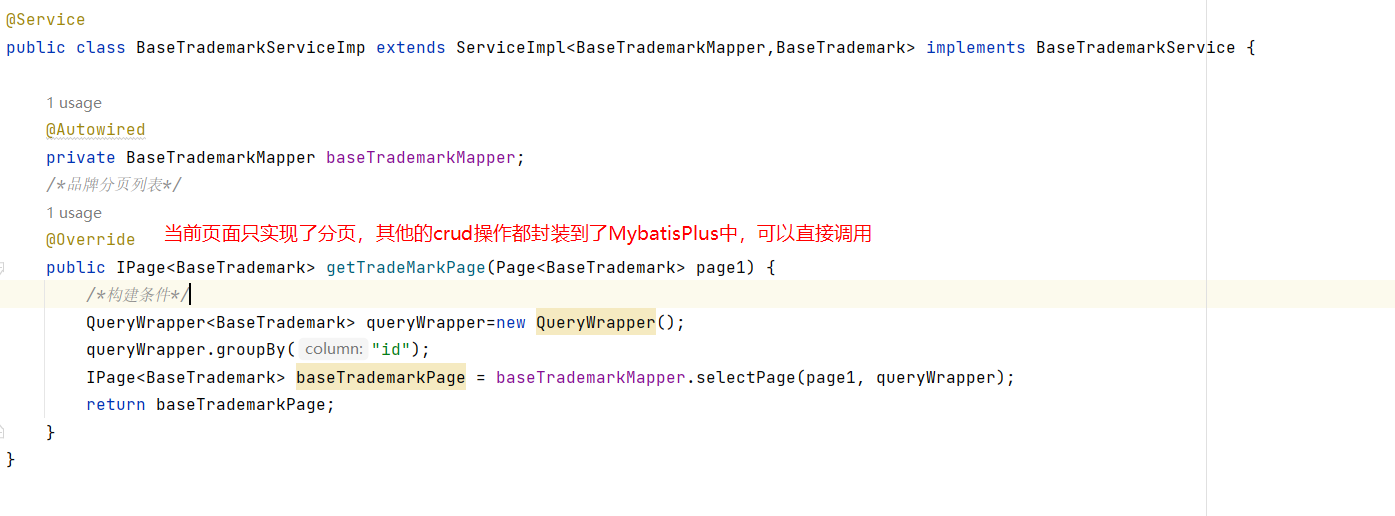 @Service
public class BaseTrademarkServiceImp extends ServiceImpl<BaseTrademarkMapper,BaseTrademark> implements BaseTrademarkService {
1 usage
@Autowired
private BaseTrademarkMapper baseTrademarkMapper;
/*品牌分页列表*/
1 usage
@Override 当前页面只实现了分页，其他的crud操作都封装到了MybatisPlus中，可以直接调用
public IPage<BaseTrademark> getTradeMarkPage(Page<BaseTrademark> page1) {
/*构建条件*/
QueryWrapper<BaseTrademark> queryWrapper=new QueryWrapper();
queryWrapper.groupBy( column: "id");
IPage<BaseTrademark> baseTrademarkPage = baseTrademarkMapper.selectPage(page1, queryWrapper);
return baseTrademarkPage;
}
}